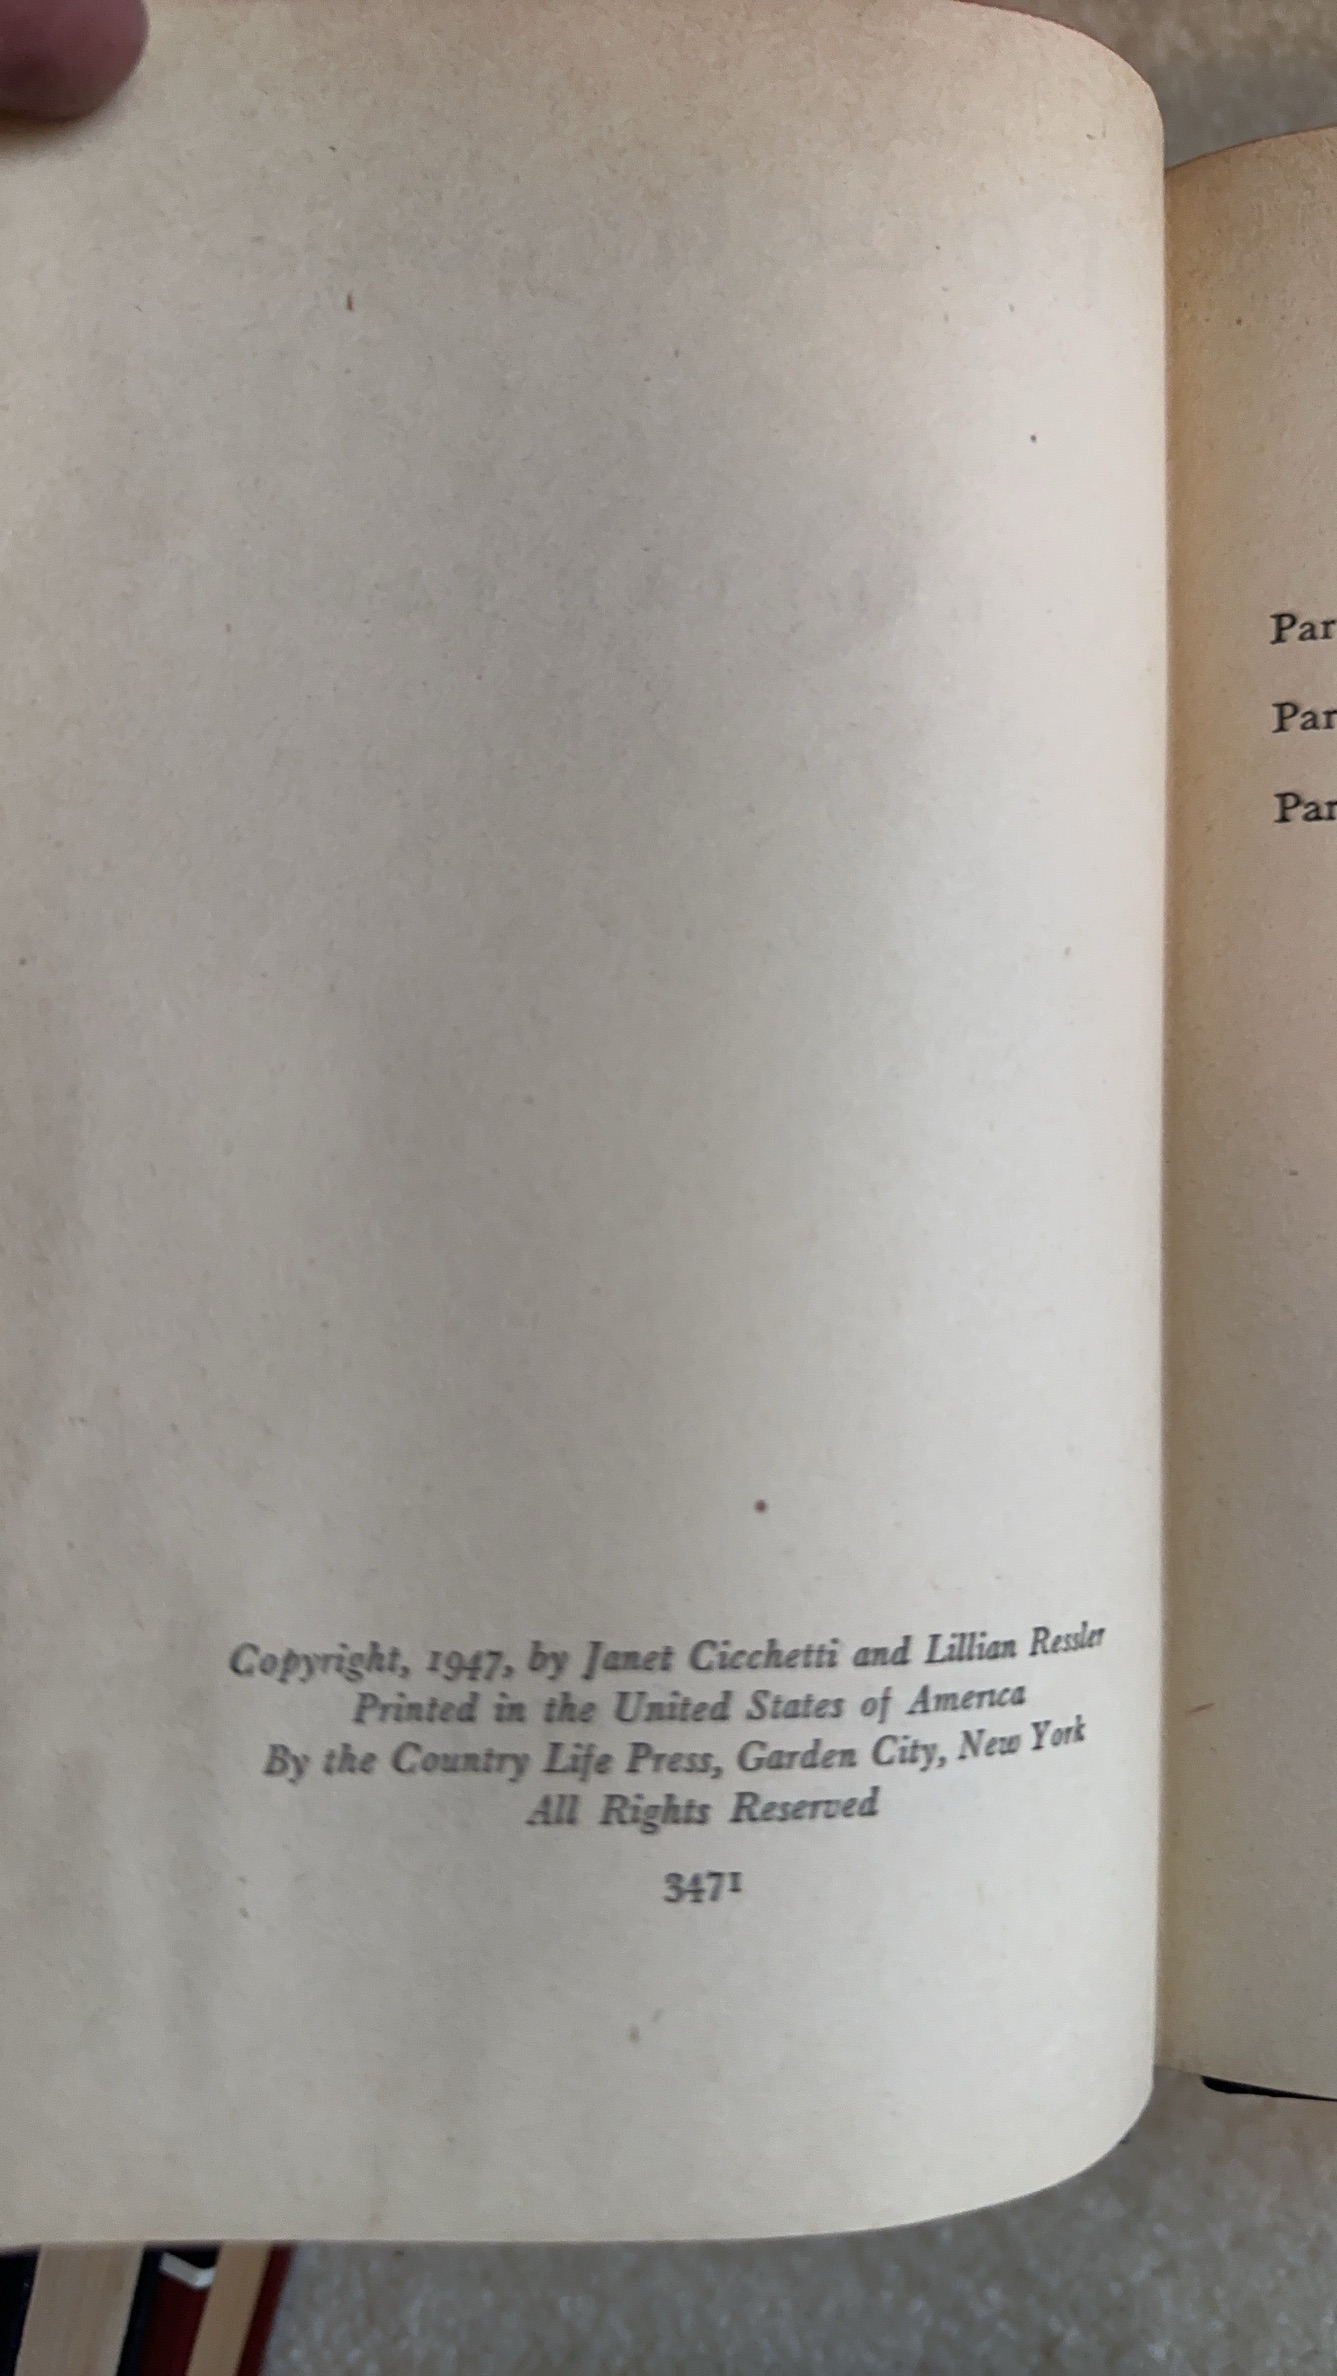 Copyright, 1947, by Janet Cicchetti and Lillian Ressler
Printed in the United States of America
By the Country Life Press, Garden City, New York
All Rights Reserved
3471
Par
Par
Par